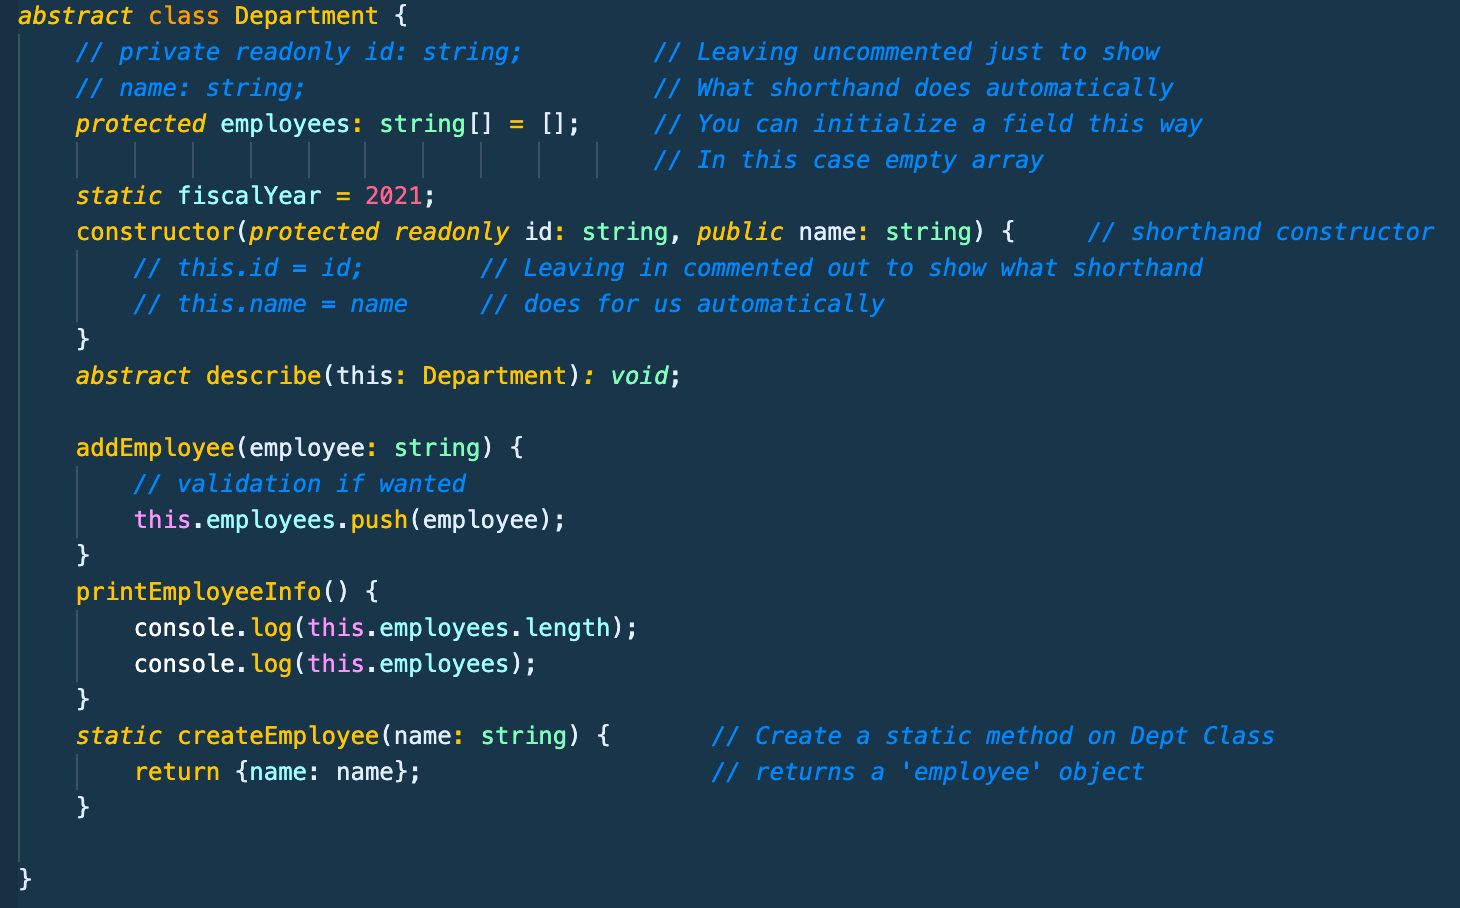 abstract class Department {
    // private readonly id: string;         // Leaving uncommented just to show
    // name: string;                        // What shorthand does automatically
    protected employees: string[] = [];     // You can initialize a field this way
                                            // In this case empty array
    static fiscalYear = 2021;
    constructor(protected readonly id: string, public name: string) {     // shorthand constructor
        // this.id = id;        // Leaving in commented out to show what shorthand
        // this.name = name     // does for us automatically
    }
    abstract describe(this: Department): void;

    addEmployee(employee: string) {
        // validation if wanted
        this.employees.push(employee);
    }
    printEmployeeInfo() {
        console.log(this.employees.length);
        console.log(this.employees);
    }
    static createEmployee(name: string) {       // Create a static method on Dept Class
        return {name: name};                    // returns a 'employee' object
    }

}